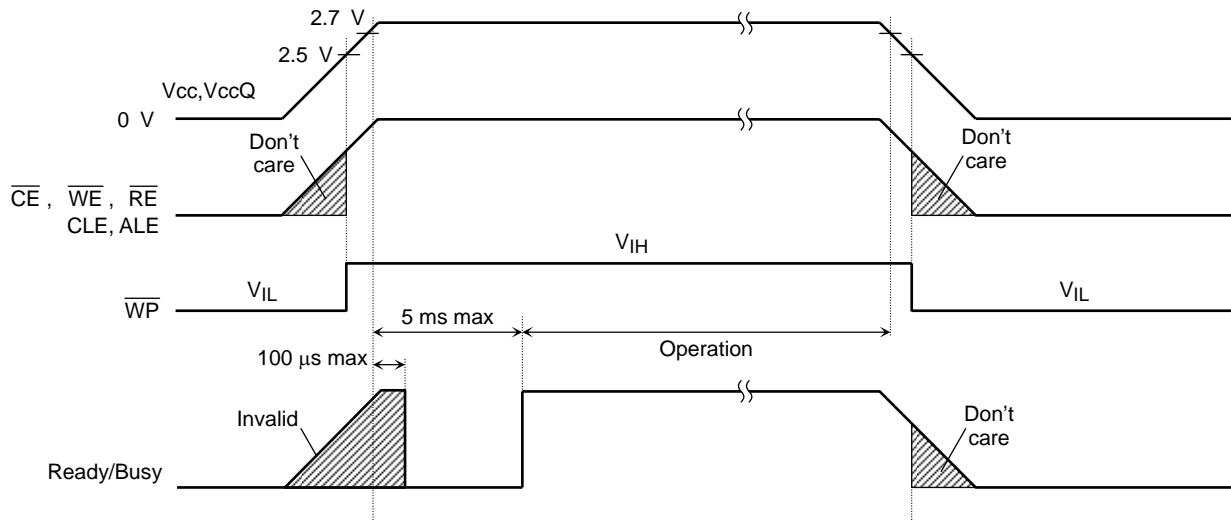 2.7 V
2.5 V
Vcc,VccQ
0 V
Don't
care
Don't
care
CE , WE , RE
CLE, ALE
VIH
VIL
VIL
WP
5 ms max
Operation
100 μs max
Invalid
Don't
care
Ready/Busy